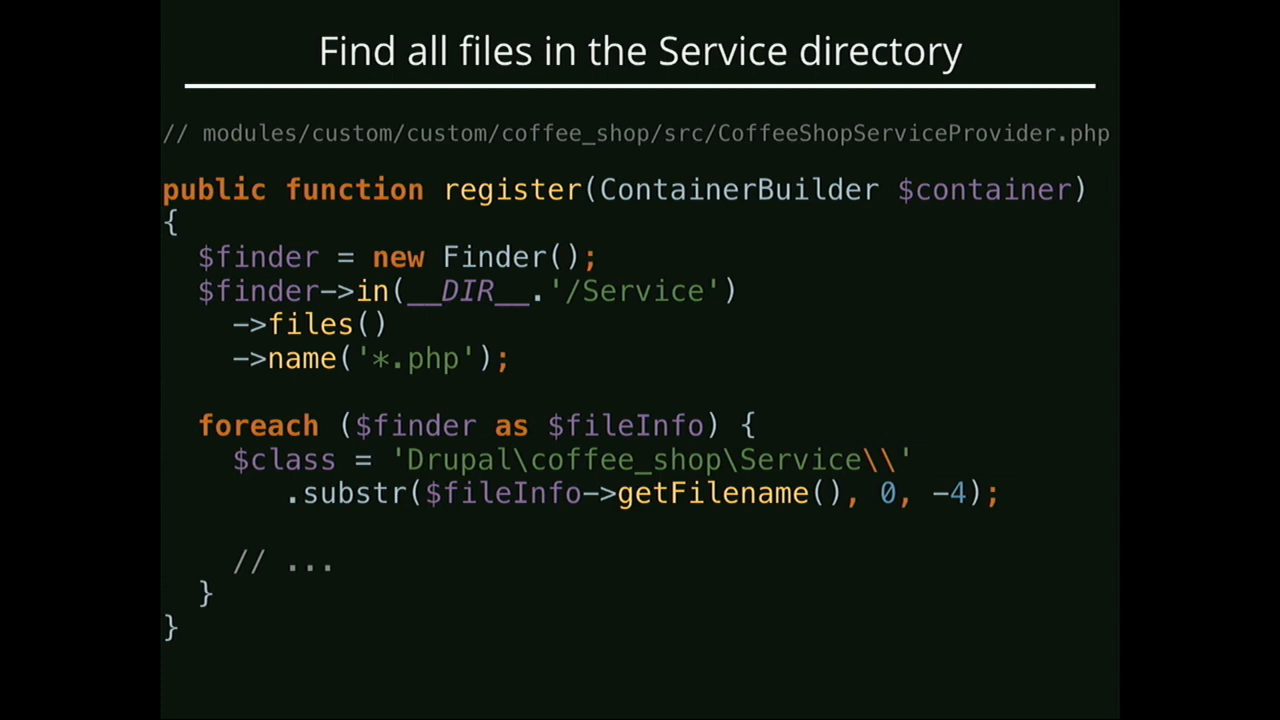 Find all files in the Service directory
// modules/custom/custom/coffee_shop/src/CoffeeShopServiceProvider.php
public function register(ContainerBuilder $container)
{
  $finder = new Finder();
  $finder->in(__DIR__.'/Service')
    ->files()
    ->name('*.php');
  foreach ($finder as $fileInfo) {
    $class = 'Drupal\coffee_shop\Service\\'
       .substr($fileInfo->getFilename(), 0, -4);
    // ...
  }
}